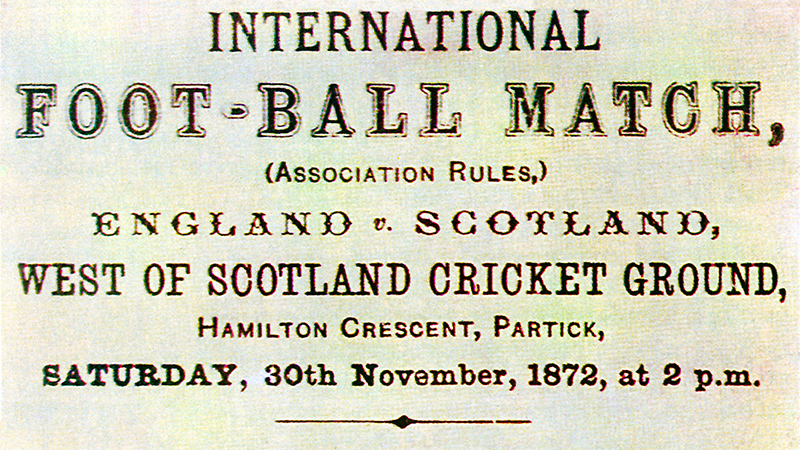 INTERNATIONAL
FOOT-BALL MATCH,
(ASSOCIATION RULES,)
ENGLAND v. SCOTLAND,
WEST OF SCOTLAND CRICKET GROUND,
HAMILTON CRESCENT, PARTICK,
SATURDAY, 30th November, 1872, at 2 p.m.